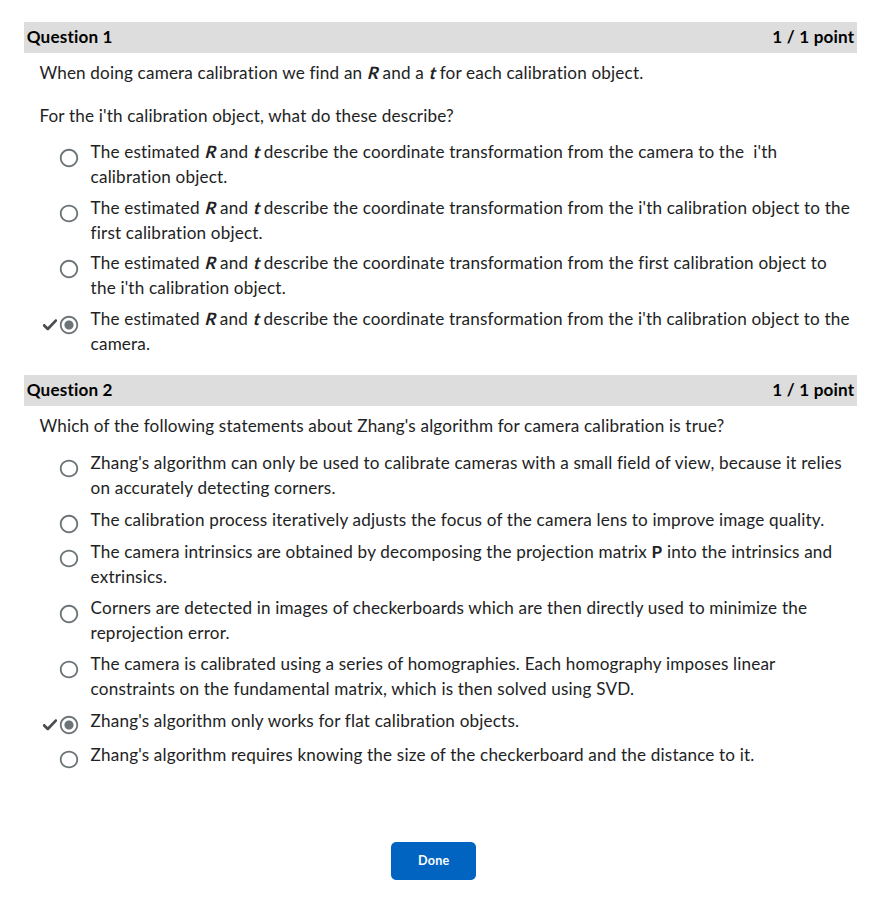 Question 1 1 / 1 point
When doing camera calibration we find an R and a t for each calibration object.
For the i'th calibration object, what do these describe?
The estimated R and t describe the coordinate transformation from the camera to the i'th
calibration object.
The estimated R and t describe the coordinate transformation from the i'th calibration object to the
first calibration object.
The estimated R and t describe the coordinate transformation from the first calibration object to
the i'th calibration object.
The estimated R and t describe the coordinate transformation from the i'th calibration object to the
camera.
Question 2 1 / 1 point
Which of the following statements about Zhang's algorithm for camera calibration is true?
Zhang's algorithm can only be used to calibrate cameras with a small field of view, because it relies
on accurately detecting corners.
The calibration process iteratively adjusts the focus of the camera lens to improve image quality.
The camera intrinsics are obtained by decomposing the projection matrix P into the intrinsics and
extrinsics.
Corners are detected in images of checkerboards which are then directly used to minimize the
reprojection error.
The camera is calibrated using a series of homographies. Each homography imposes linear
constraints on the fundamental matrix, which is then solved using SVD.
Zhang's algorithm only works for flat calibration objects.
Zhang's algorithm requires knowing the size of the checkerboard and the distance to it.
Done